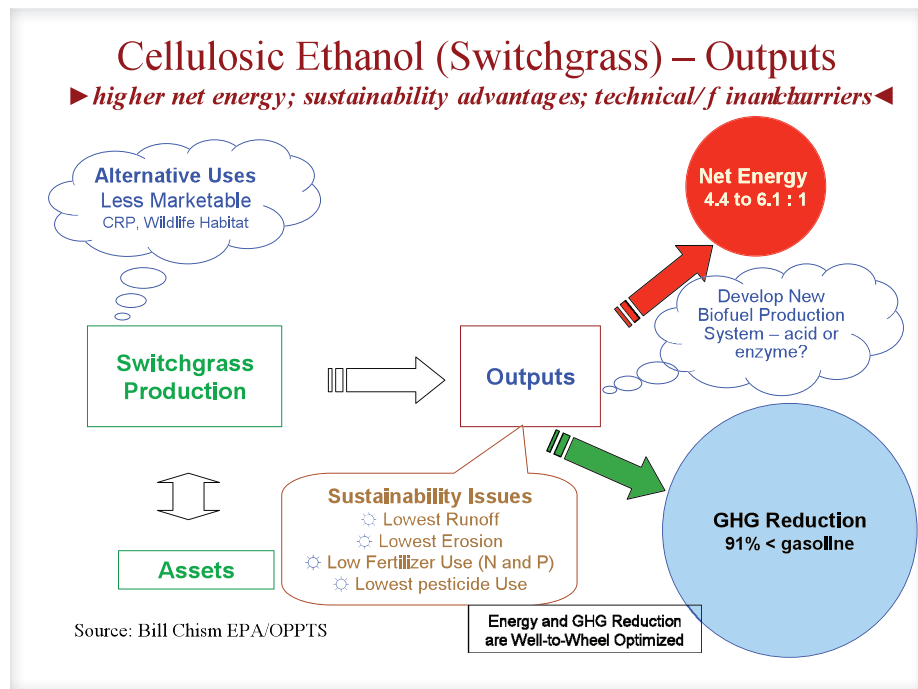 Cellulosic Ethanol (Switchgrass) – Outputs
►higher net energy; sustainability advantages; technical/ barriers◄
Alternative Uses
Less Marketable
CRP, Wildlife Habitat
Net Energy
4.4 to 6.1 : 1
Develop New
Biofuel Production
System – acid or
enzyme?
Switchgrass
Production
Outputs
Sustainability Issues
☼ Lowest Runoff
☼ Lowest Erosion
☼ Low Fertilizer Use (N and P)
☼ Lowest pesticide Use
GHG Reduction
91% < gasoline
Assets
Energy and GHG Reduction
are Well-to-Wheel Optimized
Source: Bill Chism EPA/OPPTS